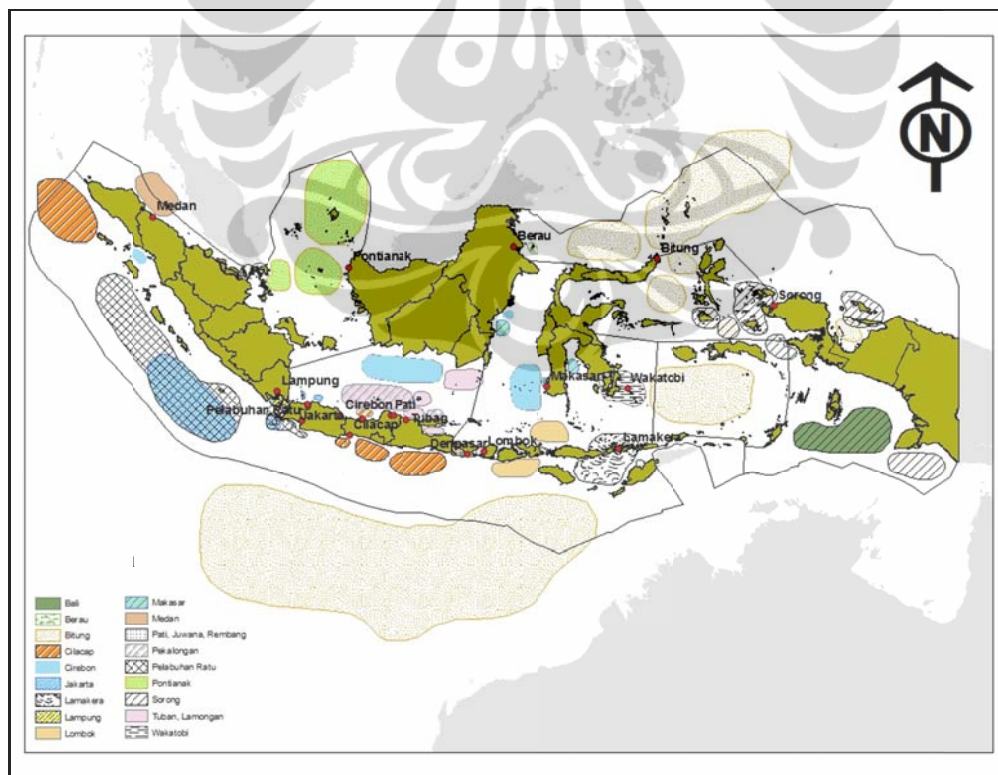 N
Medan
Berau
Pontianak
Bitung
Sorong
Lampung
Makasar
Wakatobi
Pelabuhan Ratu
Jakarta
Cirebon
Pati
Cilacap
Tuban
Denpasar
Lombok
Lamakera
Bali
Berau
Bitung
Cilacap
Cirebon
Jakarta
Lamakera
Lampung
Lombok
Makasar
Medan
Pati, Juwana, Rembang
Pekalongan
Pelabuhan Ratu
Pontianak
Sorong
Tuban, Lamongan
Wakatobi